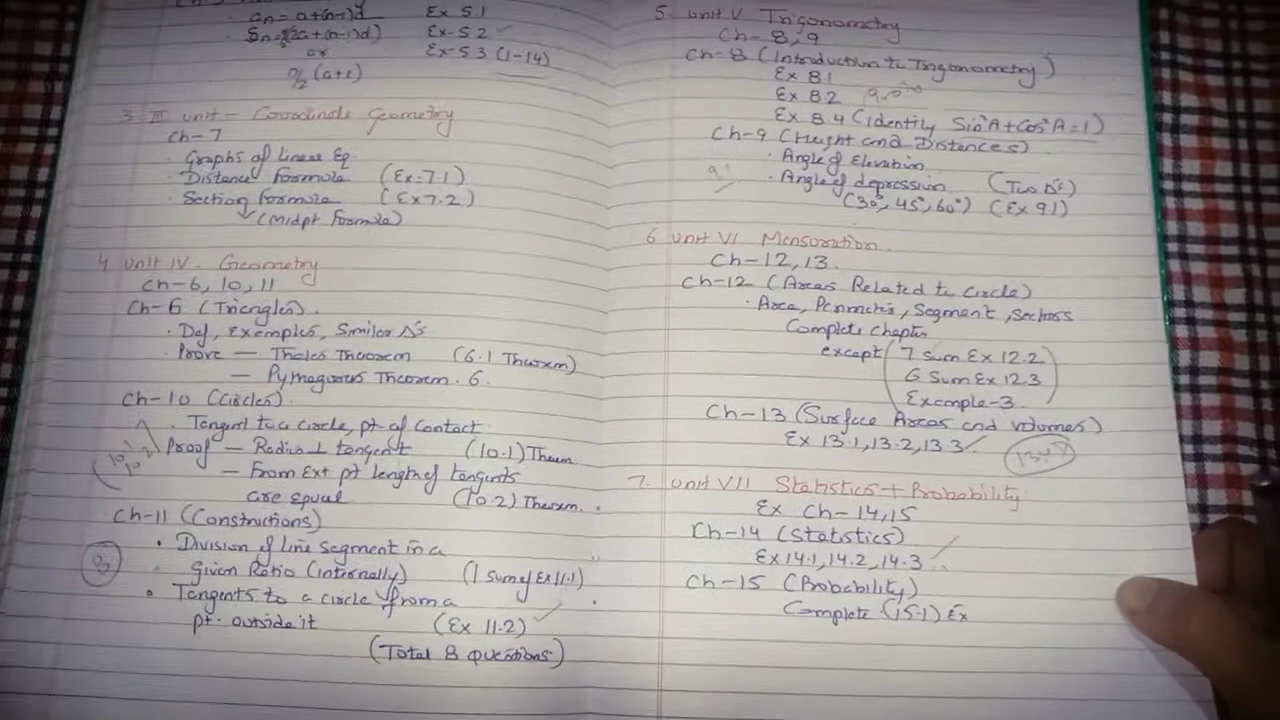 an = a+(n-1)d Ex 5.1
Sn = (2a+(n-1)d) Ex-5.2
or Ex-5.3 (1-14)
n/2 (a+l)
3 III unit - Coordinate Geometry
Ch-7
· Graphs of Linear Eq.
· Distance Formula (Ex-7.1)
· Section Formula (Ex 7.2)
(Midpt Formula)
4 Unit IV. Geometry
Ch-6, 10, 11
Ch-6 (Triangles).
· Def, Examples, Similar Δ's
· Prove - Thales Theorem (6.1 Theorem)
- Pythagoras Theorem. 6.
Ch-10 (Circles).
Tangent to a circle, pt of contact
Proof - Radius ⊥ tangent (10.1) Theorem
- From Ext pt length of tangents
are equal (10.2) Theorem.
(10.1
10.2)
Ch-11 (Constructions)
· Division of line segment in a
Given Ratio (internally) (1 sum of Ex 11.1)
· Tangents to a circle from a
pt. outside it (Ex 11.2)
(Total 8 questions)
5. Unit V Trigonometry
Ch-8, 9
Ch-8 (Introduction to Trigonometry)
Ex 8.1
Ex 8.2
Ex 8.4 (identity Sin²A+Cos²A=1)
Ch-9 (Height and Distances)
· Angle of Elevation
· Angle of depression (Two Δ's)
(30°, 45°, 60°) (Ex 9.1)
6 Unit VI Mensuration.
Ch-12, 13.
Ch-12 (Areas Related to Circle)
· Area, Perimeters, Segment, Sectors
Complete Chapter
except (7 Sum Ex 12.2
6 Sum Ex 12.3
Example-3.)
Ch-13 (Surface Areas and volumes)
Ex 13.1, 13.2, 13.3
7. Unit VII Statistics + Probability
Ex Ch-14, 15
Ch-14 (Statistics)
Ex 14.1, 14.2, 14.3
Ch-15 (Probability)
Complete (15.1) Ex